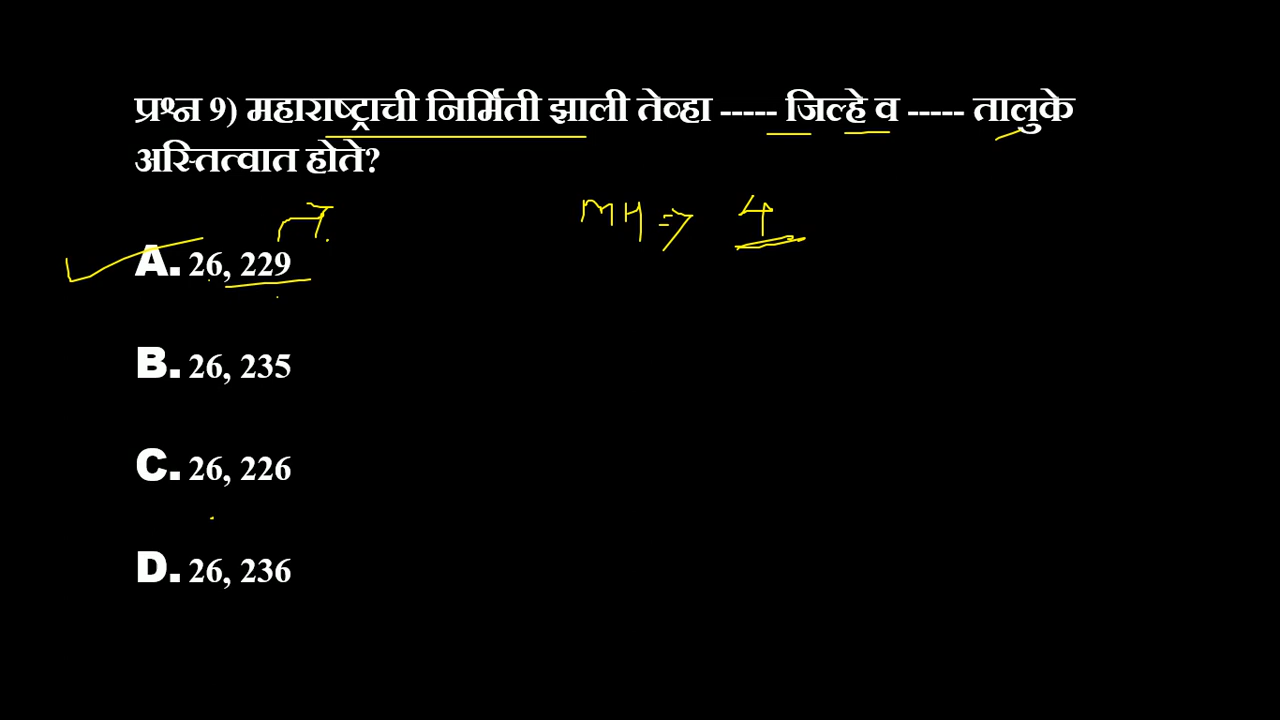 प्रश्न 9) महाराष्ट्राची निर्मिती झाली तेव्हा ----- जिल्हे व ----- तालुके
अस्तित्वात होते?
MH => 4
A. 26, 229
B. 26, 235
C. 26, 226
D. 26, 236